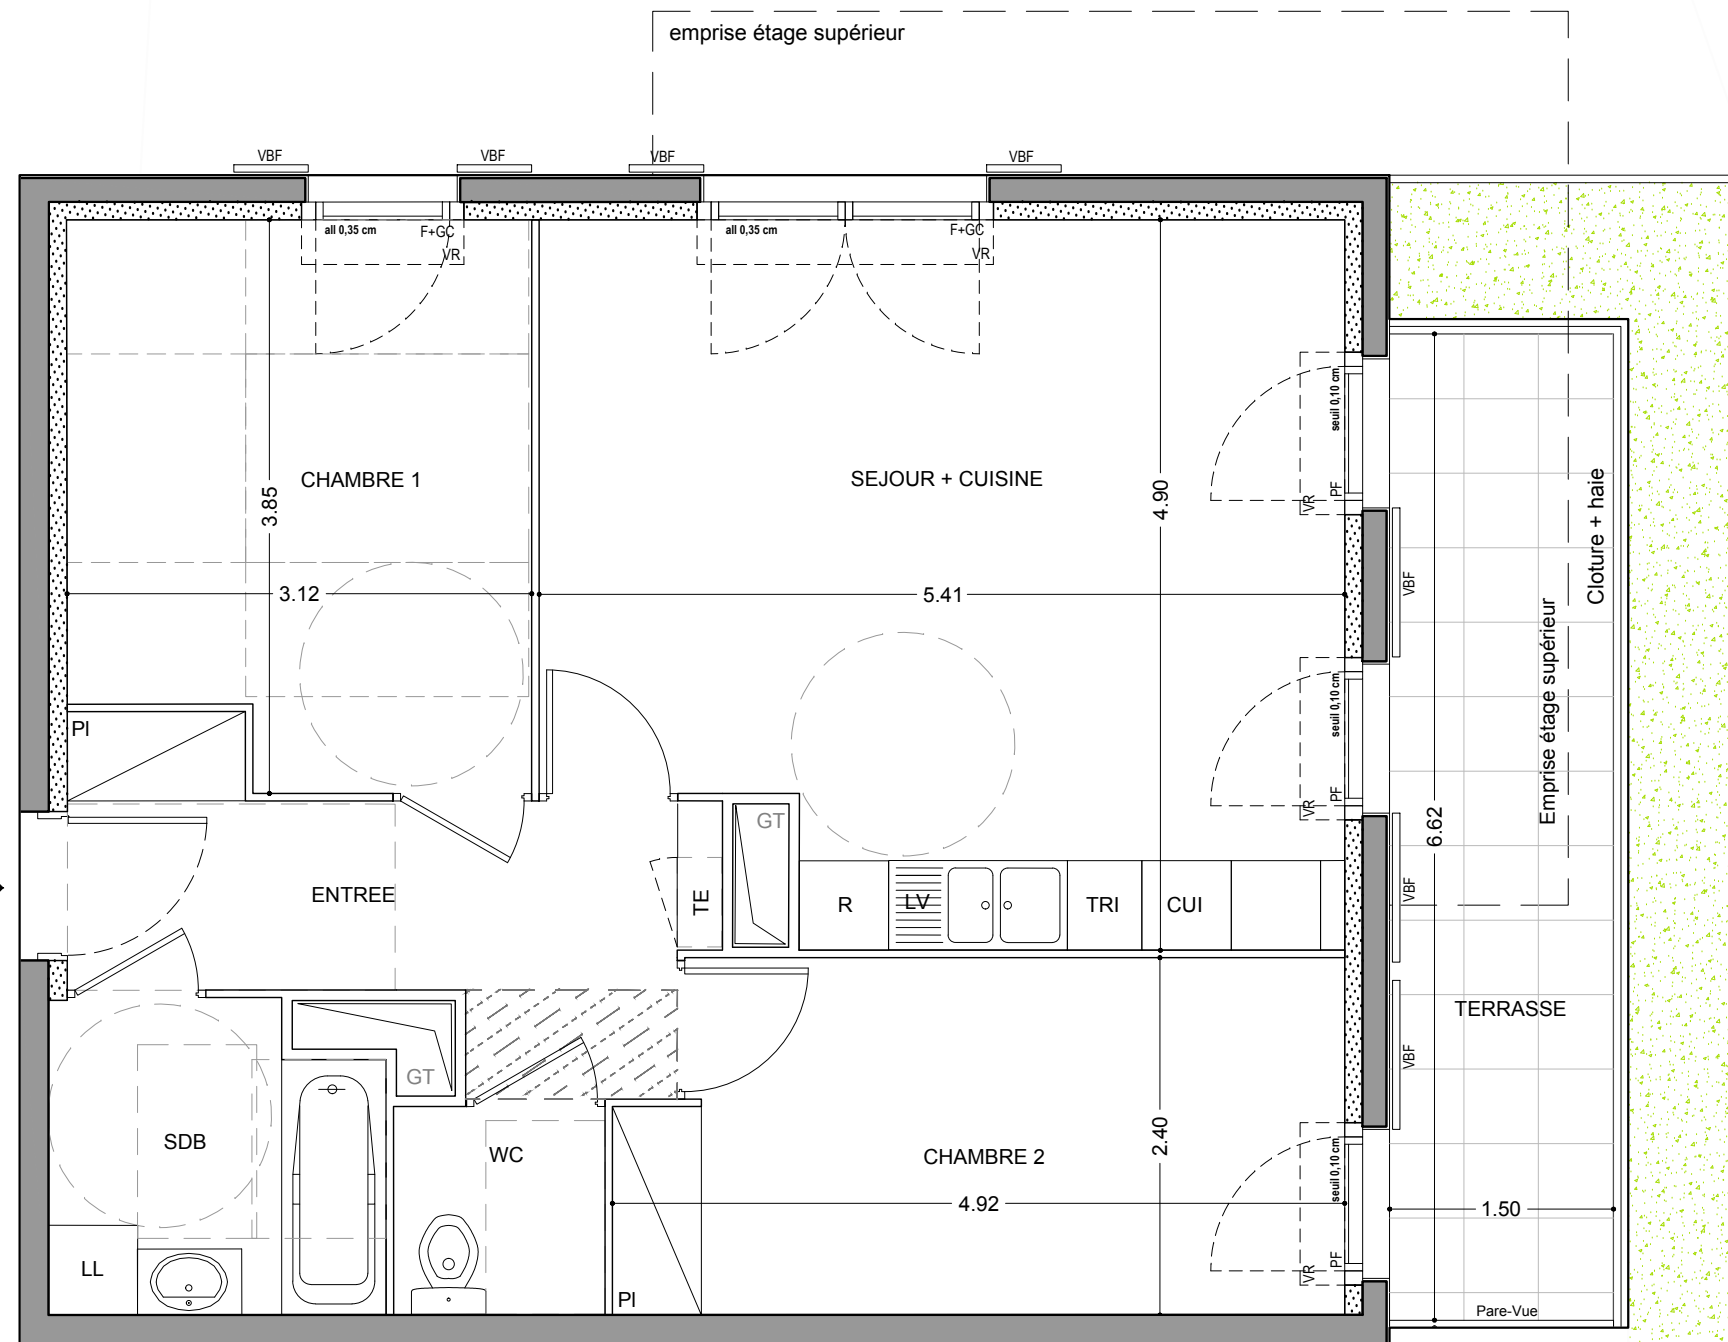 emprise étage supérieur
VBF
VBF
VBF
VBF
all 0,35 cm
F+GC
VR
all 0,35 cm
F+GC
VR
CHAMBRE 1
3.85
3.12
SEJOUR + CUISINE
4.90
5.41
seuil 0,10 cm
VR
PF
VBF
Cloture + haie
Emprise étage supérieur
seuil 0,10 cm
VR
PF
6.62
VBF
PI
GT
ENTREE
TE
R
LV
TRI
CUI
TERRASSE
VBF
GT
SDB
WC
CHAMBRE 2
2.40
4.92
seuil 0,10 cm
VR
PF
1.50
LL
PI
Pare-Vue